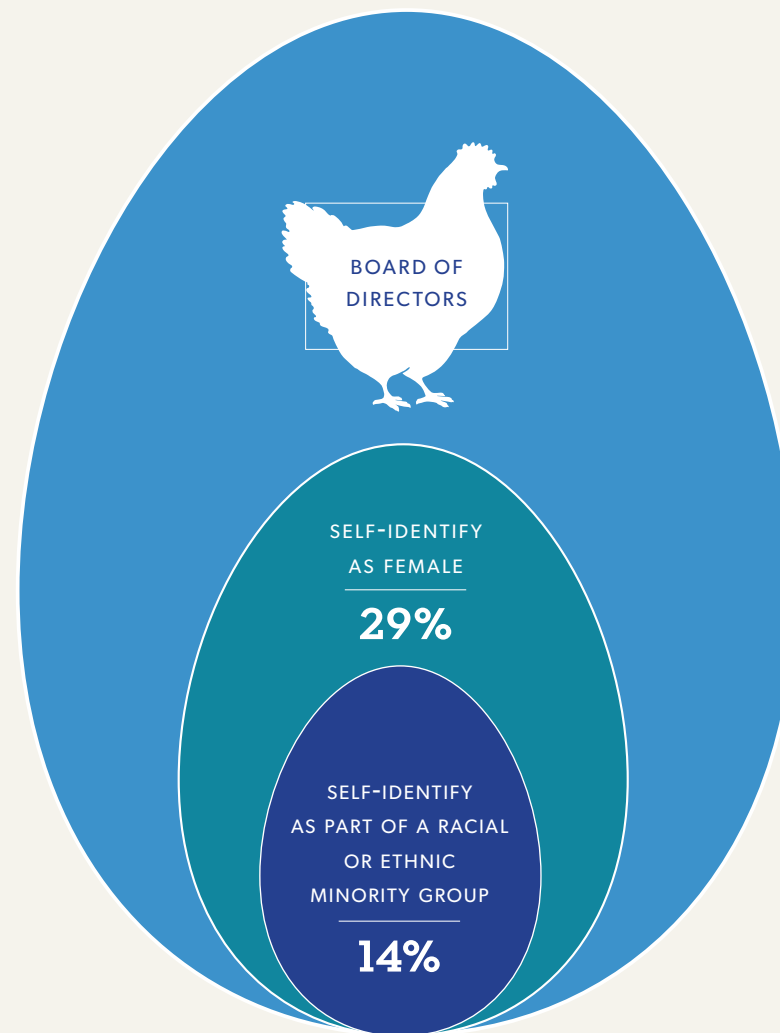 BOARD OF
DIRECTORS
SELF-IDENTIFY
AS FEMALE
29%
SELF-IDENTIFY
AS PART OF A RACIAL
OR ETHNIC
MINORITY GROUP
14%